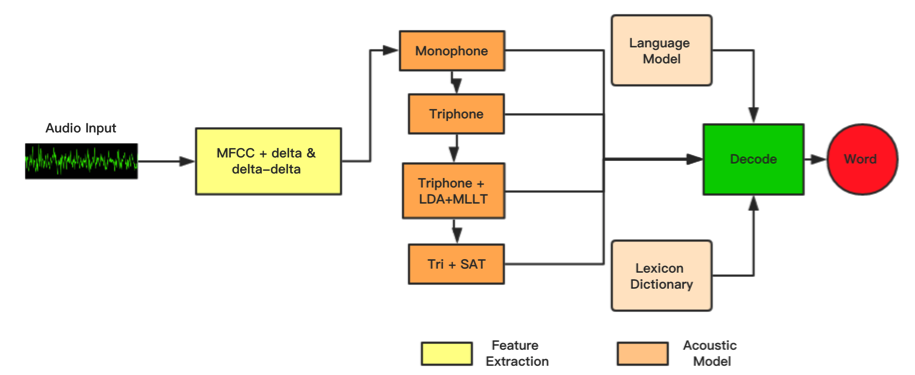 Audio Input
MFCC + delta &
delta-delta
Monophone
Triphone
Triphone +
LDA+MLLT
Tri + SAT
Language
Model
Decode
Word
Lexicon
Dictionary
Feature
Extraction
Acoustic
Model